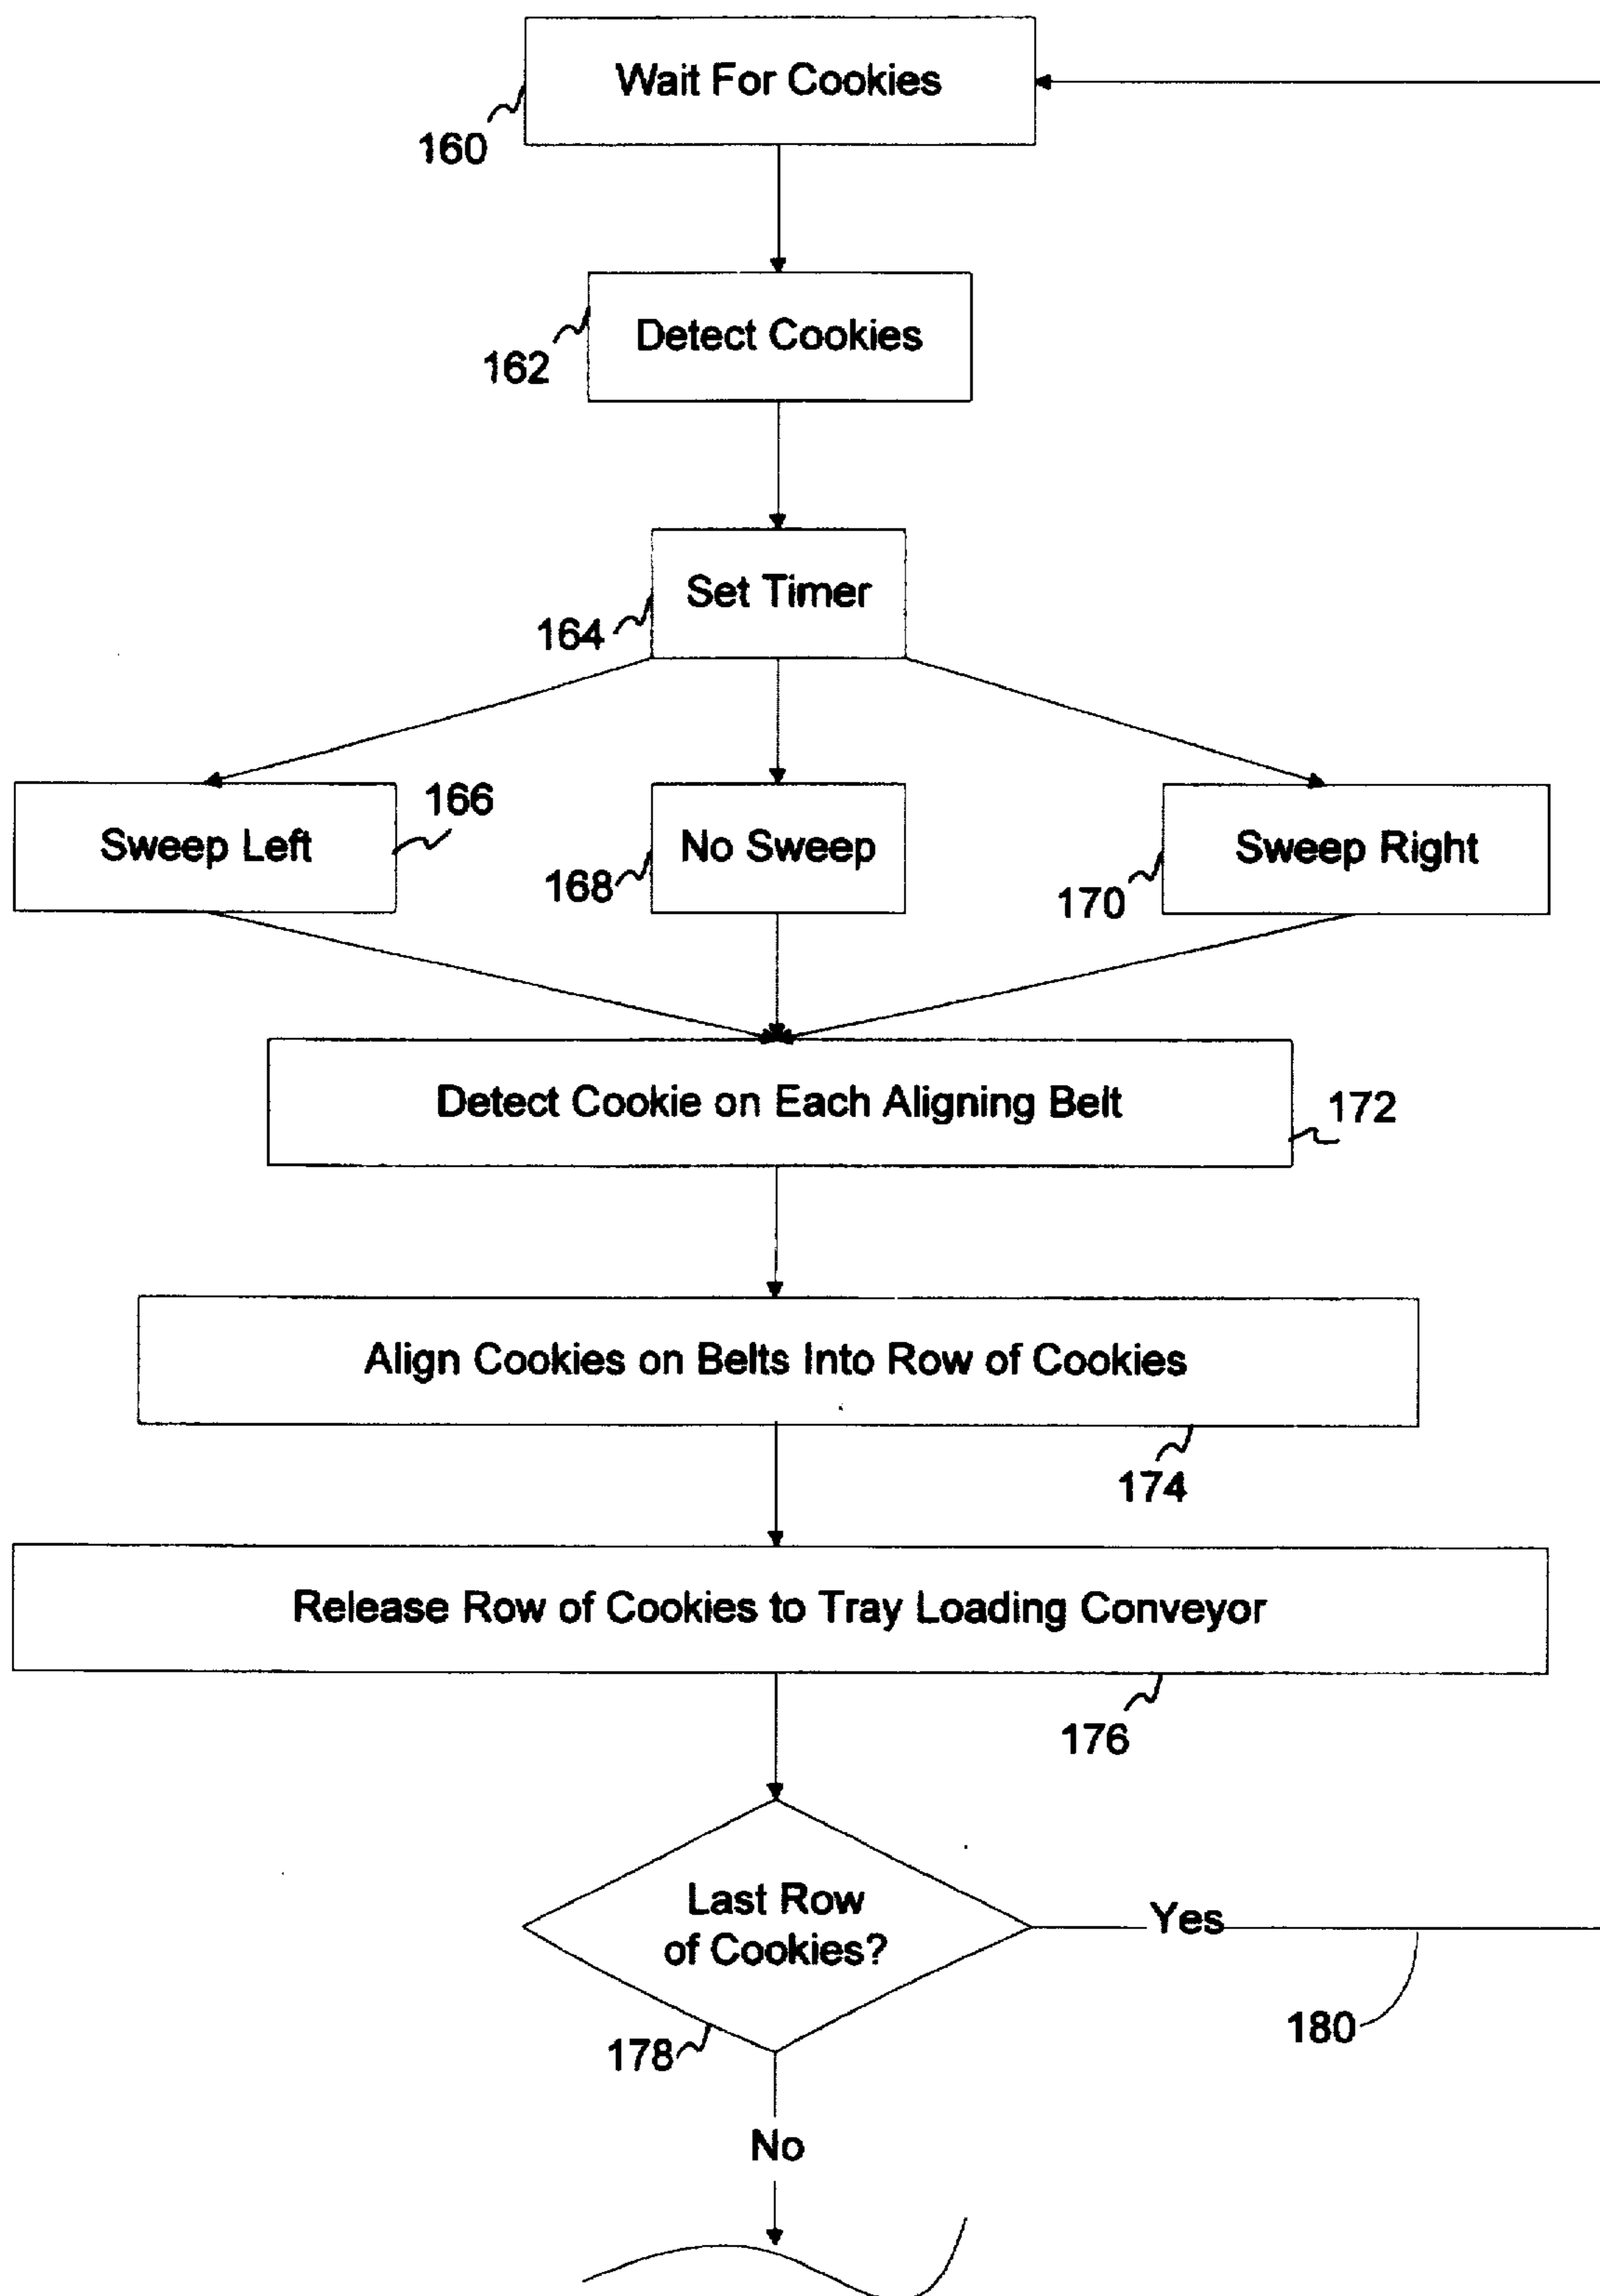 Wait For Cookies
160
Detect Cookies
162
Set Timer
164
Sweep Left
166
No Sweep
168
Sweep Right
170
Detect Cookie on Each Aligning Belt
172
Align Cookies on Belts Into Row of Cookies
174
Release Row of Cookies to Tray Loading Conveyor
176
Last Row
of Cookies?
Yes
180
178
No